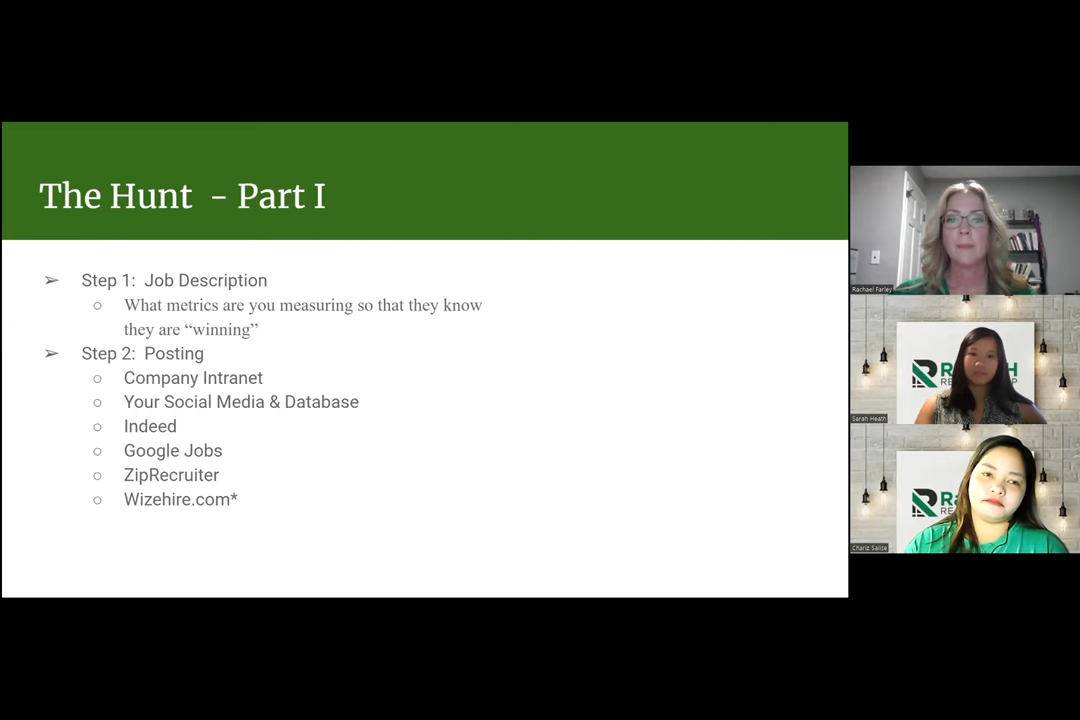 The Hunt - Part I
➢ Step 1: Job Description
○ What metrics are you measuring so that they know
they are “winning”
➢ Step 2: Posting
○ Company Intranet
○ Your Social Media & Database
○ Indeed
○ Google Jobs
○ ZipRecruiter
○ Wizehire.com*
Rachael Farley
Sarah Heath
Chariz Salise